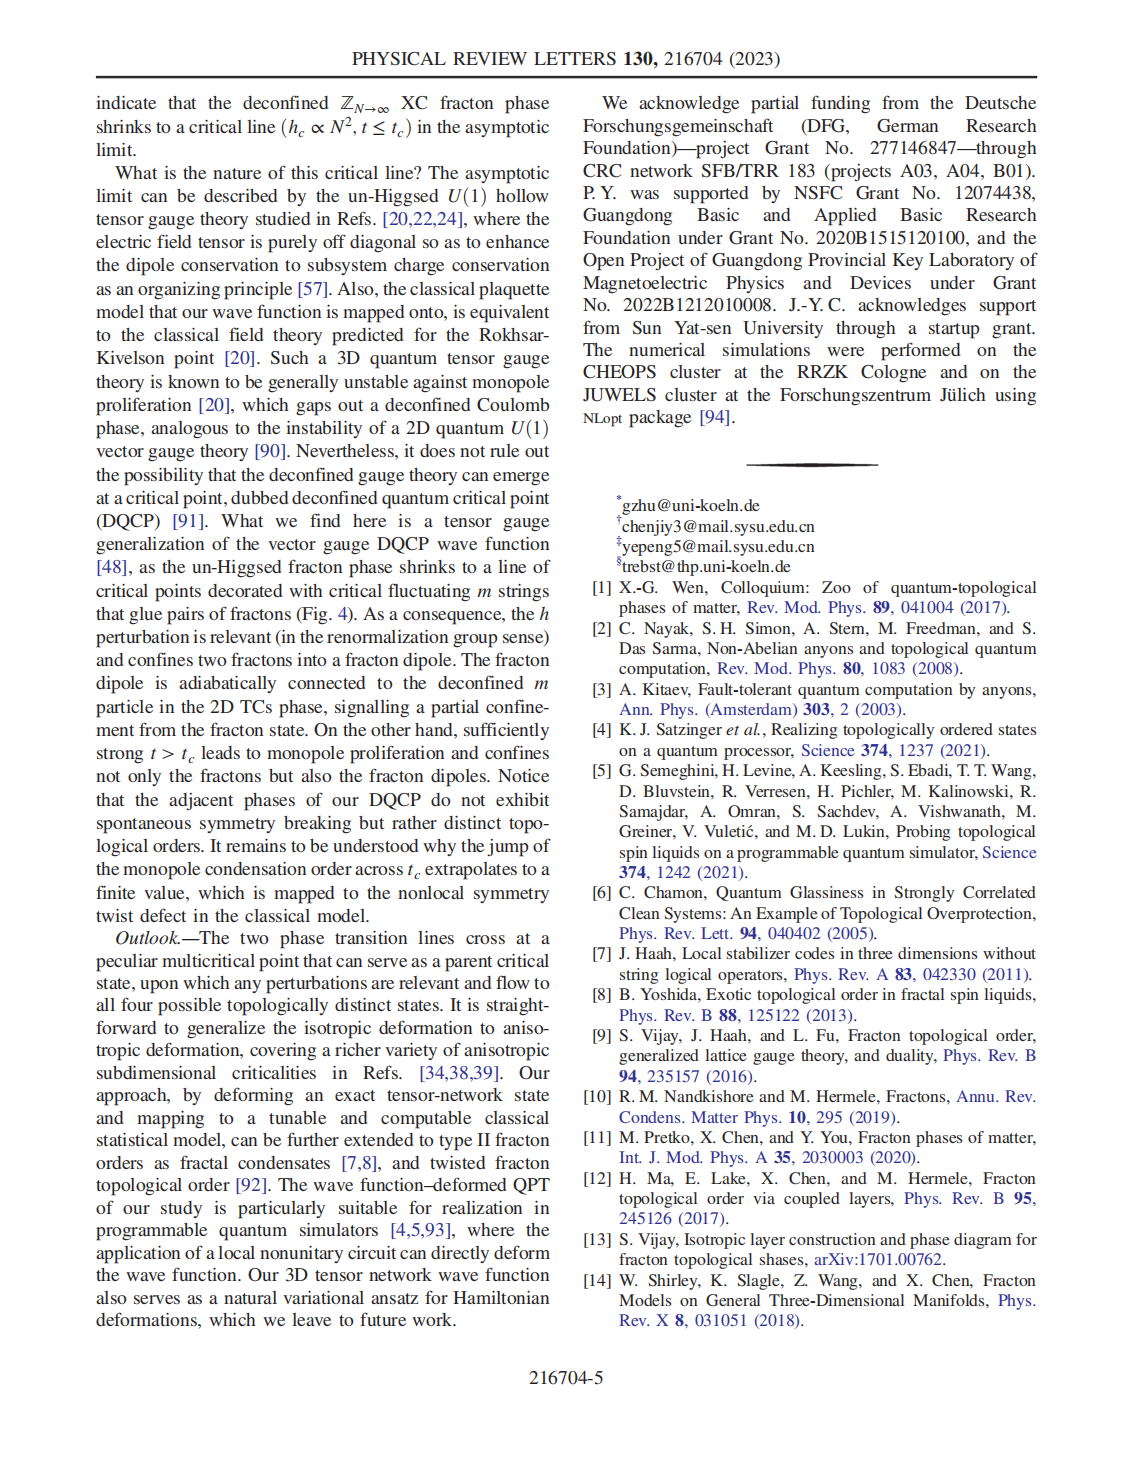 PHYSICAL REVIEW LETTERS 130, 216704 (2023)
indicate that the deconfined ℤN→∞ XC fracton phase
shrinks to a critical line (hc ∝ N², t ≤ tc) in the asymptotic
limit.
What is the nature of this critical line? The asymptotic
limit can be described by the un-Higgsed U(1) hollow
tensor gauge theory studied in Refs. [20,22,24], where the
electric field tensor is purely off diagonal so as to enhance
the dipole conservation to subsystem charge conservation
as an organizing principle [57]. Also, the classical plaquette
model that our wave function is mapped onto, is equivalent
to the classical field theory predicted for the Rokhsar-
Kivelson point [20]. Such a 3D quantum tensor gauge
theory is known to be generally unstable against monopole
proliferation [20], which gaps out a deconfined Coulomb
phase, analogous to the instability of a 2D quantum U(1)
vector gauge theory [90]. Nevertheless, it does not rule out
the possibility that the deconfined gauge theory can emerge
at a critical point, dubbed deconfined quantum critical point
(DQCP) [91]. What we find here is a tensor gauge
generalization of the vector gauge DQCP wave function
[48], as the un-Higgsed fracton phase shrinks to a line of
critical points decorated with critical fluctuating m strings
that glue pairs of fractons (Fig. 4). As a consequence, the h
perturbation is relevant (in the renormalization group sense)
and confines two fractons into a fracton dipole. The fracton
dipole is adiabatically connected to the deconfined m
particle in the 2D TCs phase, signalling a partial confine-
ment from the fracton state. On the other hand, sufficiently
strong t > tc leads to monopole proliferation and confines
not only the fractons but also the fracton dipoles. Notice
that the adjacent phases of our DQCP do not exhibit
spontaneous symmetry breaking but rather distinct topo-
logical orders. It remains to be understood why the jump of
the monopole condensation order across tc extrapolates to a
finite value, which is mapped to the nonlocal symmetry
twist defect in the classical model.
Outlook.—The two phase transition lines cross at a
peculiar multicritical point that can serve as a parent critical
state, upon which any perturbations are relevant and flow to
all four possible topologically distinct states. It is straight-
forward to generalize the isotropic deformation to aniso-
tropic deformation, covering a richer variety of anisotropic
subdimensional criticalities in Refs. [34,38,39]. Our
approach, by deforming an exact tensor-network state
and mapping to a tunable and computable classical
statistical model, can be further extended to type II fracton
orders as fractal condensates [7,8], and twisted fracton
topological order [92]. The wave function–deformed QPT
of our study is particularly suitable for realization in
programmable quantum simulators [4,5,93], where the
application of a local nonunitary circuit can directly deform
the wave function. Our 3D tensor network wave function
also serves as a natural variational ansatz for Hamiltonian
deformations, which we leave to future work.
We acknowledge partial funding from the Deutsche
Forschungsgemeinschaft (DFG, German Research
Foundation)—project Grant No. 277146847—through
CRC network SFB/TRR 183 (projects A03, A04, B01).
P. Y. was supported by NSFC Grant No. 12074438,
Guangdong Basic and Applied Basic Research
Foundation under Grant No. 2020B1515120100, and the
Open Project of Guangdong Provincial Key Laboratory of
Magnetoelectric Physics and Devices under Grant
No. 2022B1212010008. J.-Y. C. acknowledges support
from Sun Yat-sen University through a startup grant.
The numerical simulations were performed on the
CHEOPS cluster at the RRZK Cologne and on the
JUWELS cluster at the Forschungszentrum Jülich using
NLopt package [94].
*gzhu@uni-koeln.de
†chenjiy3@mail.sysu.edu.cn
‡yepeng5@mail.sysu.edu.cn
§trebst@thp.uni-koeln.de
[1] X.-G. Wen, Colloquium: Zoo of quantum-topological
phases of matter, Rev. Mod. Phys. 89, 041004 (2017).
[2] C. Nayak, S. H. Simon, A. Stern, M. Freedman, and S.
Das Sarma, Non-Abelian anyons and topological quantum
computation, Rev. Mod. Phys. 80, 1083 (2008).
[3] A. Kitaev, Fault-tolerant quantum computation by anyons,
Ann. Phys. (Amsterdam) 303, 2 (2003).
[4] K. J. Satzinger et al., Realizing topologically ordered states
on a quantum processor, Science 374, 1237 (2021).
[5] G. Semeghini, H. Levine, A. Keesling, S. Ebadi, T. T. Wang,
D. Bluvstein, R. Verresen, H. Pichler, M. Kalinowski, R.
Samajdar, A. Omran, S. Sachdev, A. Vishwanath, M.
Greiner, V. Vuletić, and M. D. Lukin, Probing topological
spin liquids on a programmable quantum simulator, Science
374, 1242 (2021).
[6] C. Chamon, Quantum Glassiness in Strongly Correlated
Clean Systems: An Example of Topological Overprotection,
Phys. Rev. Lett. 94, 040402 (2005).
[7] J. Haah, Local stabilizer codes in three dimensions without
string logical operators, Phys. Rev. A 83, 042330 (2011).
[8] B. Yoshida, Exotic topological order in fractal spin liquids,
Phys. Rev. B 88, 125122 (2013).
[9] S. Vijay, J. Haah, and L. Fu, Fracton topological order,
generalized lattice gauge theory, and duality, Phys. Rev. B
94, 235157 (2016).
[10] R. M. Nandkishore and M. Hermele, Fractons, Annu. Rev.
Condens. Matter Phys. 10, 295 (2019).
[11] M. Pretko, X. Chen, and Y. You, Fracton phases of matter,
Int. J. Mod. Phys. A 35, 2030003 (2020).
[12] H. Ma, E. Lake, X. Chen, and M. Hermele, Fracton
topological order via coupled layers, Phys. Rev. B 95,
245126 (2017).
[13] S. Vijay, Isotropic layer construction and phase diagram for
fracton topological shases, arXiv:1701.00762.
[14] W. Shirley, K. Slagle, Z. Wang, and X. Chen, Fracton
Models on General Three-Dimensional Manifolds, Phys.
Rev. X 8, 031051 (2018).
216704-5